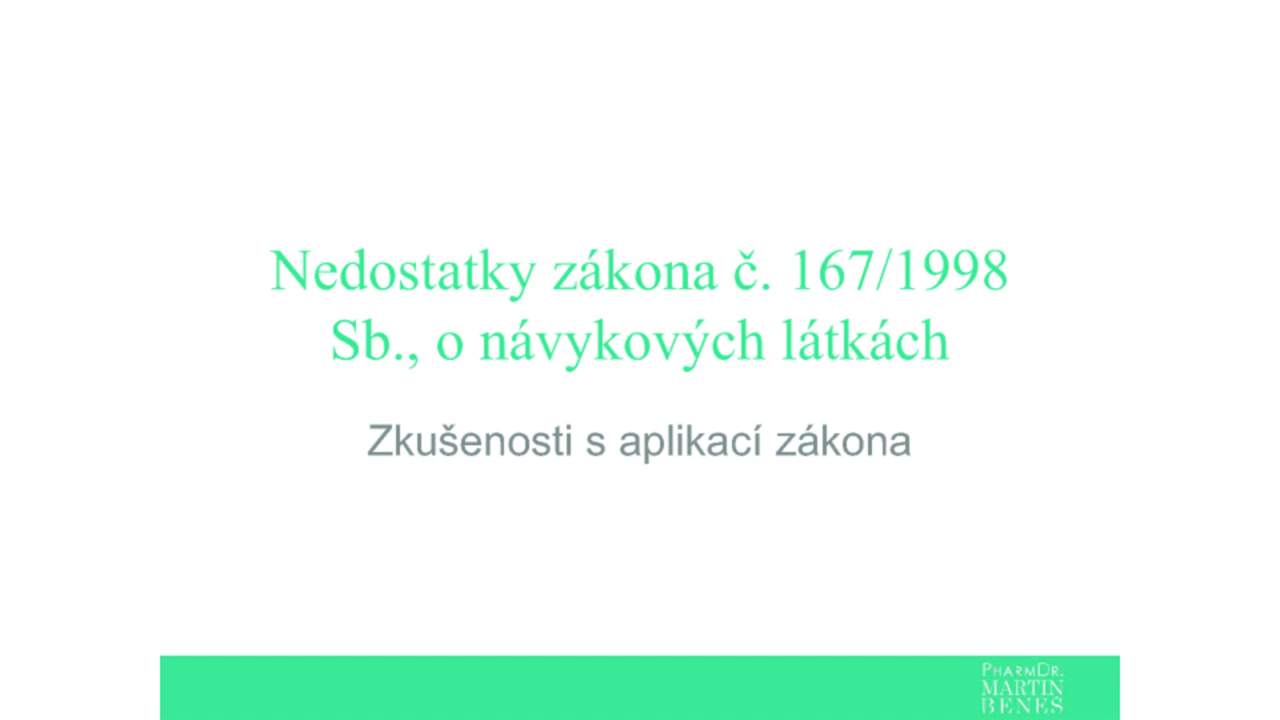 Nedostatky zákona č. 167/1998
Sb., o návykových látkách
Zkušenosti s aplikací zákona
PHARMDR.
MARTIN
BENEŠ